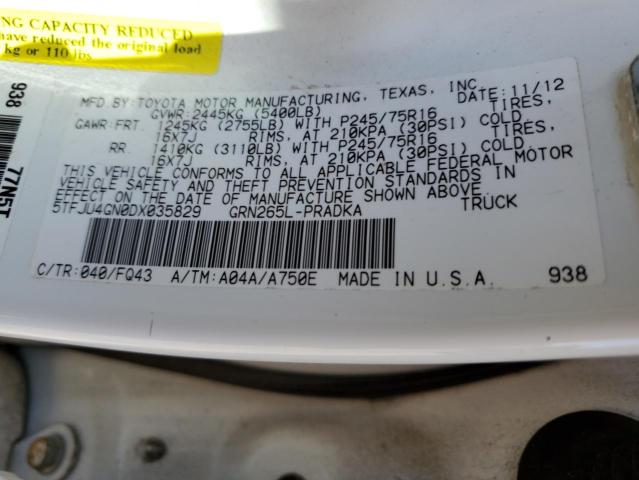 NG CAPACITY REDUCED
have reduced the original load
kg or 110 lbs
938
77N5T
MFD BY: TOYOTA MOTOR MANUFACTURING, TEXAS, INC. DATE: 11/12
GVWR: 2445KG (5400LB)
GAWR: FRT. 1245KG (2755LB) WITH P245/75R16 TIRES,
16X7J RIMS, AT 210KPA (30PSI) COLD
RR. 1410KG (3110LB) WITH P245/75R16 TIRES,
16X7J RIMS, AT 210KPA (30PSI) COLD
THIS VEHICLE CONFORMS TO ALL APPLICABLE FEDERAL MOTOR
VEHICLE SAFETY AND THEFT PREVENTION STANDARDS IN
EFFECT ON THE DATE OF MANUFACTURE SHOWN ABOVE.
5TFJU4GN0DX035829 GRN265L-PRADKA TRUCK
C/TR: 040/FQ43 A/TM: A04A/A750E MADE IN U.S.A. 938